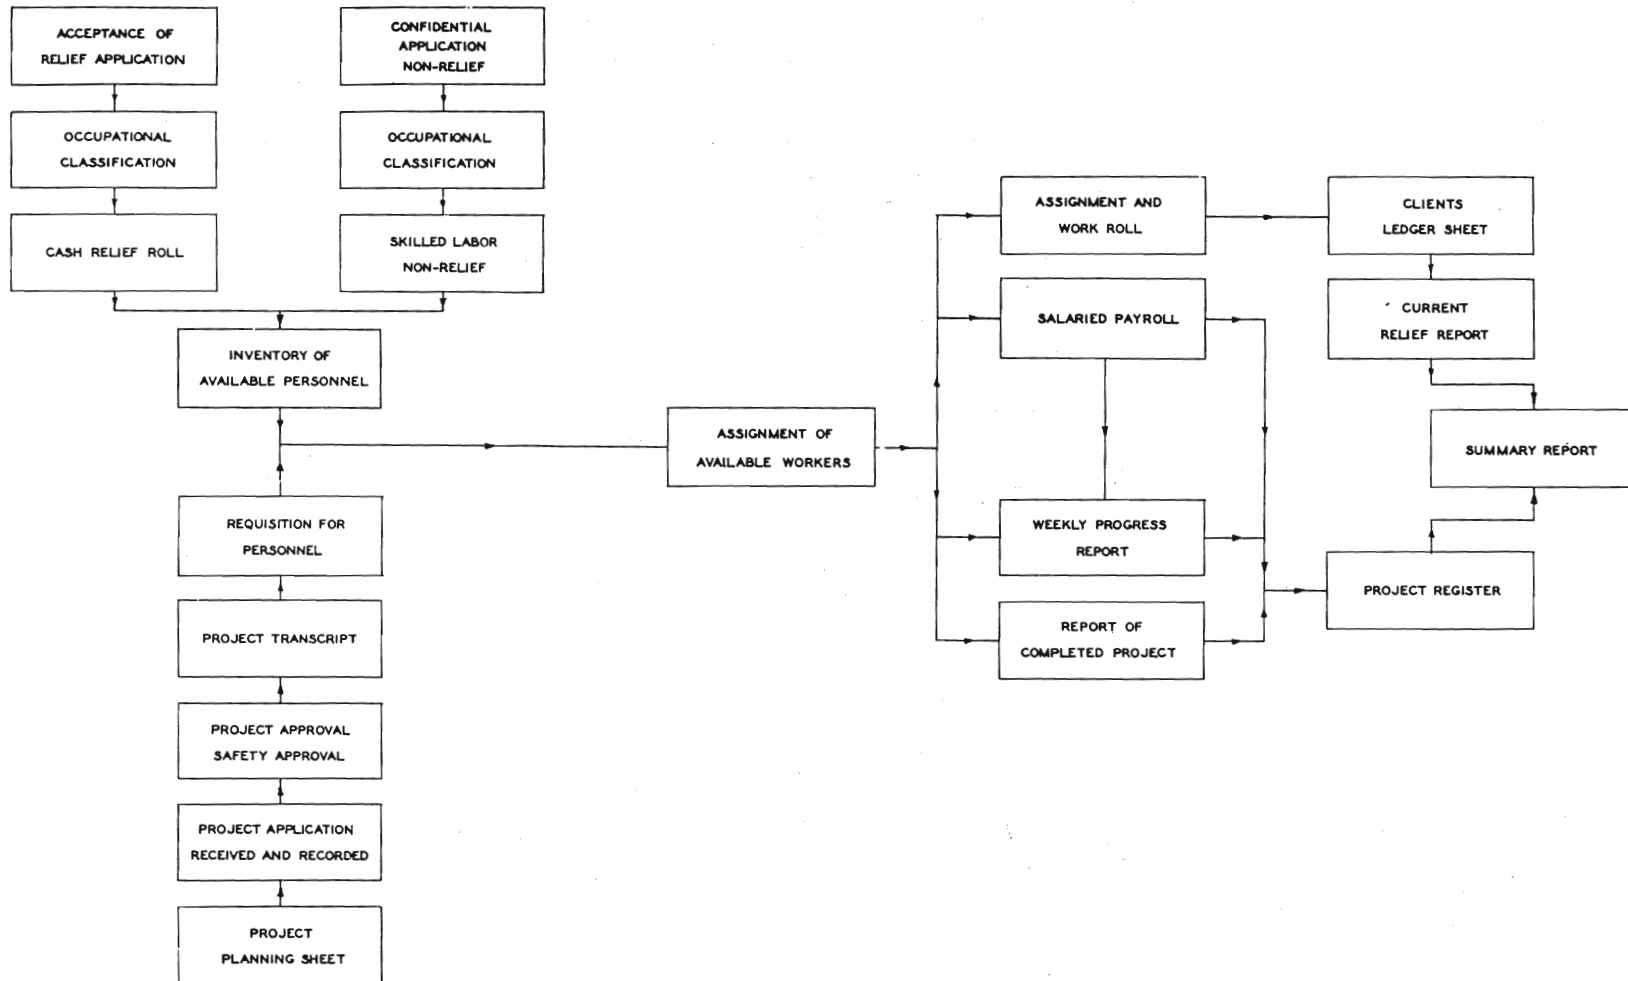 ACCEPTANCE OF
RELIEF APPLICATION
CONFIDENTIAL
APPLICATION
NON-RELIEF
OCCUPATIONAL
CLASSIFICATION
OCCUPATIONAL
CLASSIFICATION
CASH RELIEF ROLL
SKILLED LABOR
NON-RELIEF
INVENTORY OF
AVAILABLE PERSONNEL
REQUISITION FOR
PERSONNEL
PROJECT TRANSCRIPT
PROJECT APPROVAL
SAFETY APPROVAL
PROJECT APPLICATION
RECEIVED AND RECORDED
PROJECT
PLANNING SHEET
ASSIGNMENT OF
AVAILABLE WORKERS
ASSIGNMENT AND
WORK ROLL
SALARIED PAYROLL
WEEKLY PROGRESS
REPORT
REPORT OF
COMPLETED PROJECT
CLIENTS
LEDGER SHEET
CURRENT
RELIEF REPORT
SUMMARY REPORT
PROJECT REGISTER